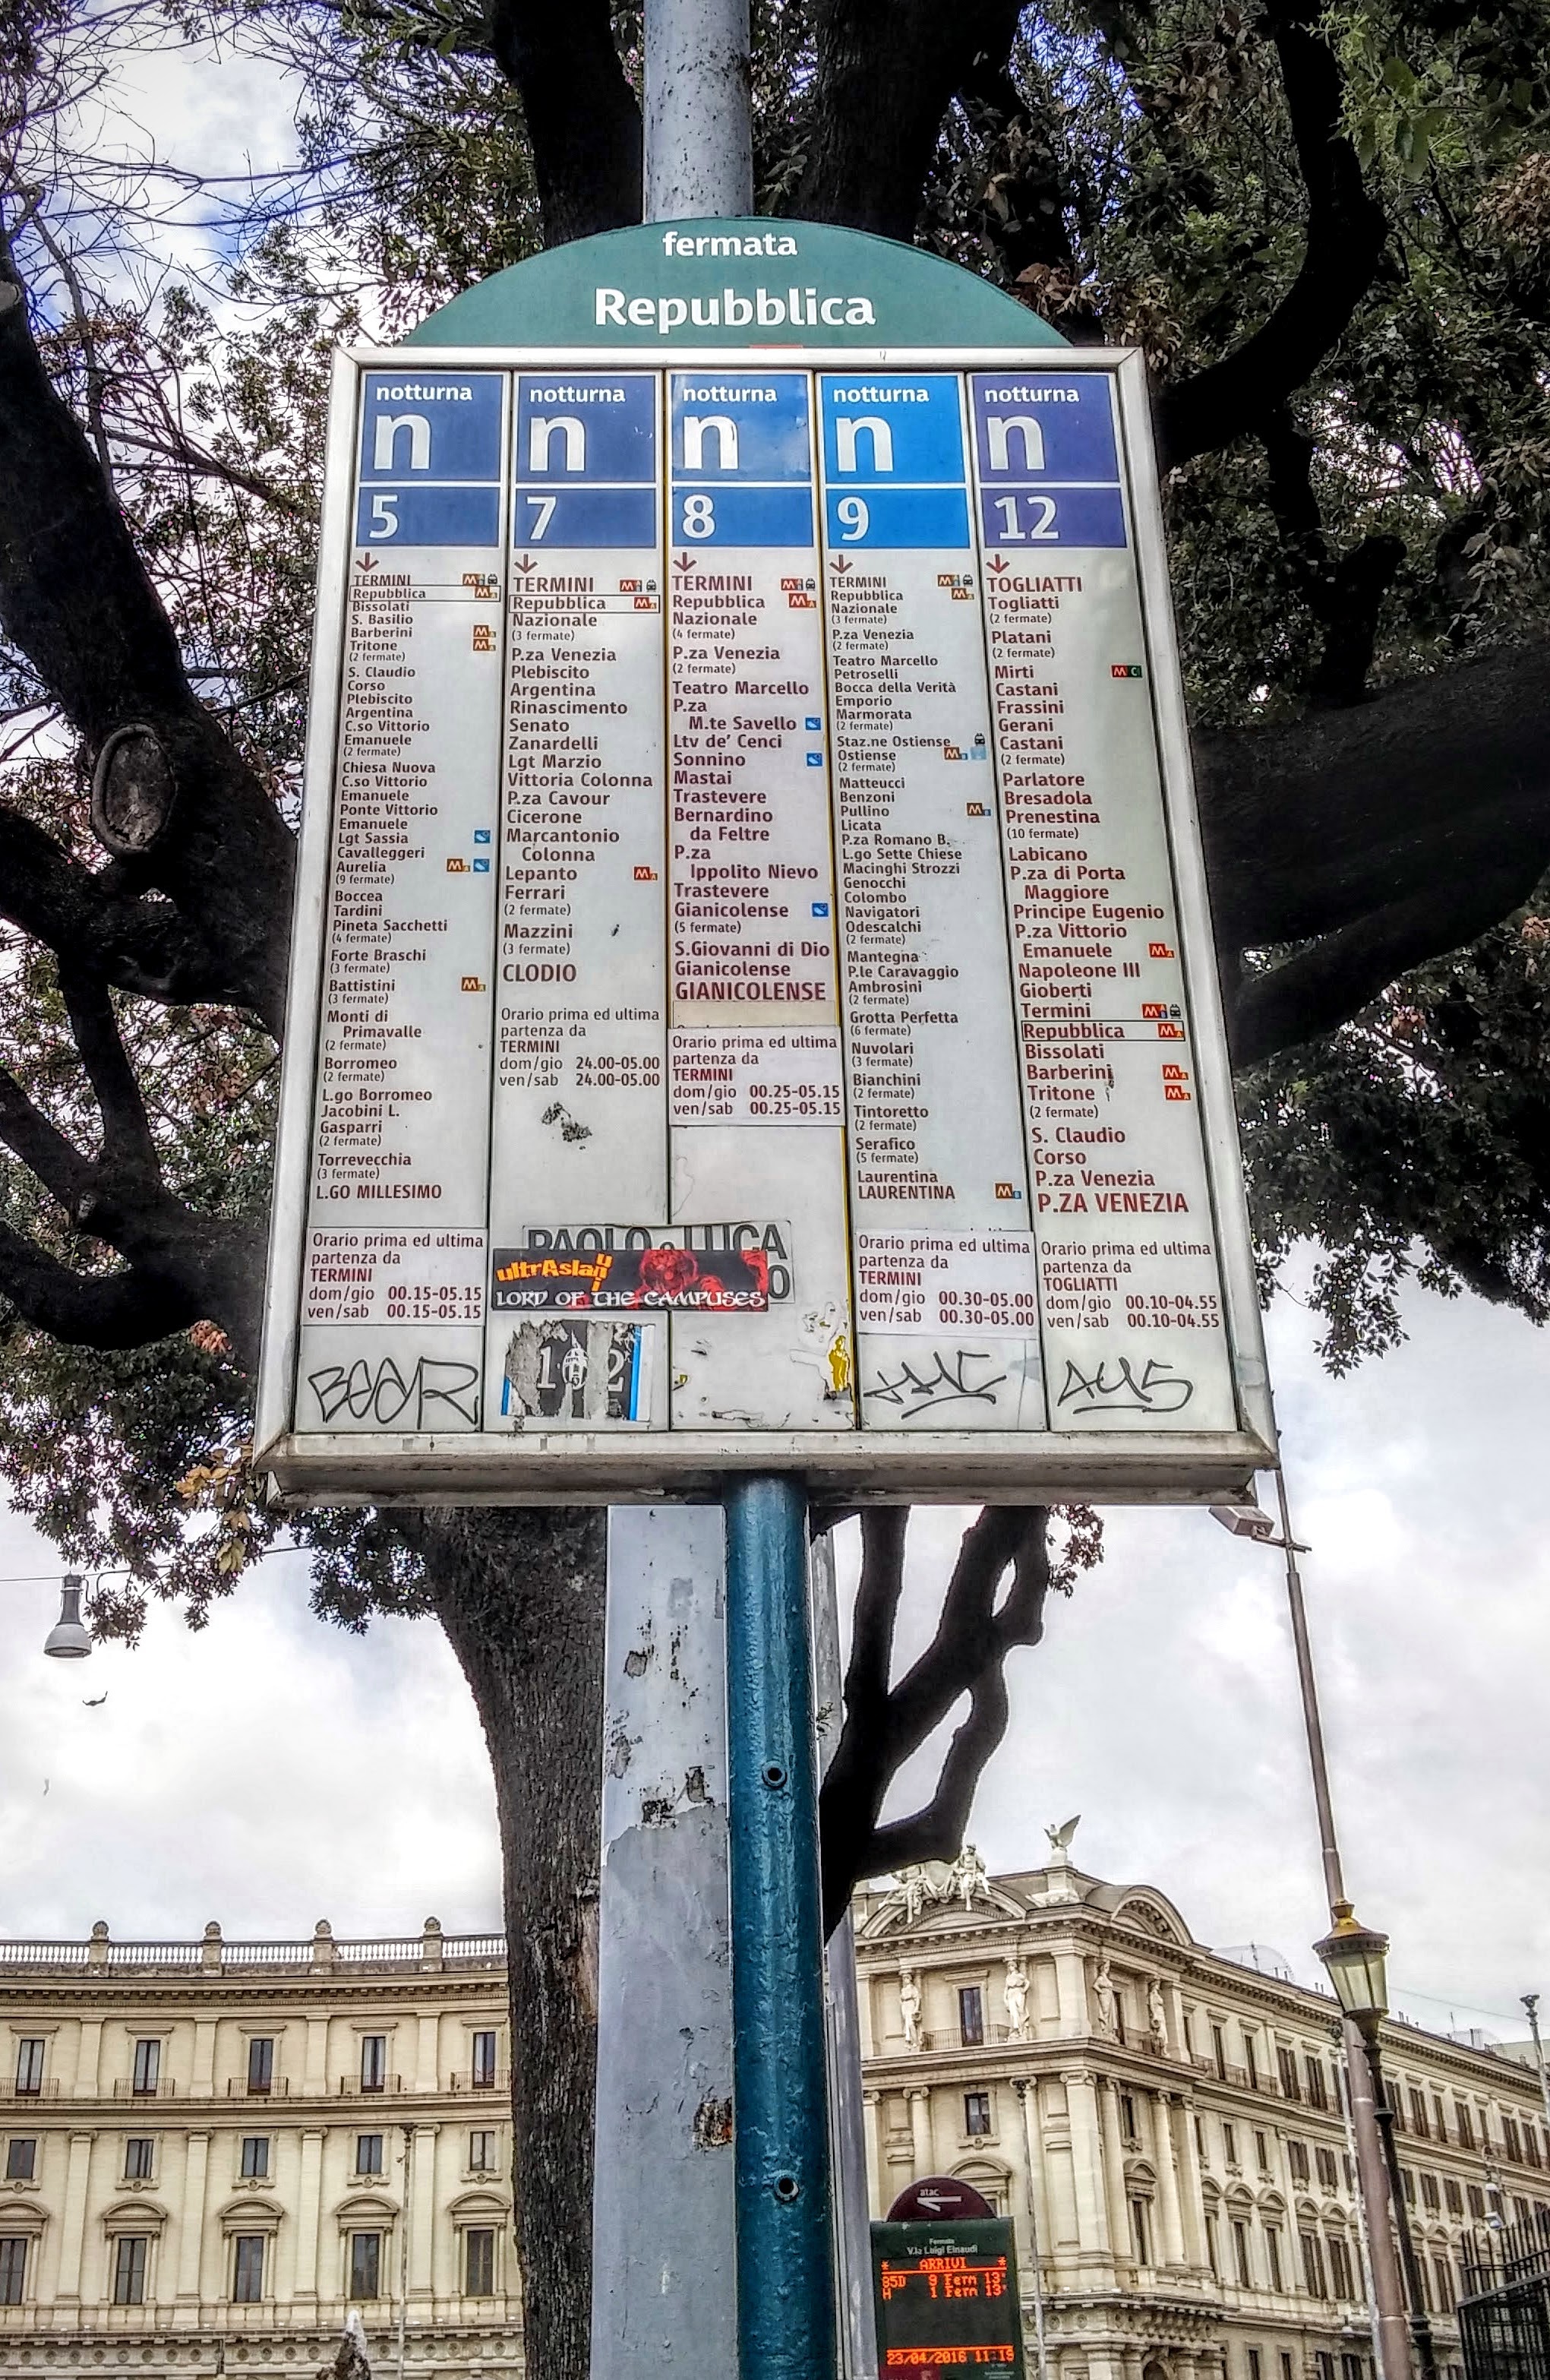 fermata
Repubblica
notturna
n
5
TERMINI
Repubblica
Bissolati
S. Basilio
Barberini
Tritone
(2 fermate)
S. Claudio
Corso
Plebiscito
Argentina
C.so Vittorio
Emanuele
(2 fermate)
Chiesa Nuova
C.so Vittorio
Emanuele
Ponte Vittorio
Emanuele
Lgt Sassia
Cavalleggeri
Aurelia
(9 fermate)
Boccea
Tardini
Pineta Sacchetti
(4 fermate)
Forte Braschi
(3 fermate)
Battistini
(3 fermate)
Monti di
Primavalle
(2 fermate)
Borromeo
(2 fermate)
L.go Borromeo
Jacobini L.
Gasparri
(2 fermate)
Torrevecchia
(3 fermate)
L.GO MILLESIMO
Orario prima ed ultima
partenza da
TERMINI
dom/gio 00.15-05.15
ven/sab 00.15-05.15
BEAR
notturna
n
7
TERMINI
Repubblica
Nazionale
(3 fermate)
P.za Venezia
Plebiscito
Argentina
Rinascimento
Senato
Zanardelli
Lgt Marzio
Vittoria Colonna
P.za Cavour
Cicerone
Marcantonio
Colonna
Lepanto
Ferrari
(2 fermate)
Mazzini
(3 fermate)
CLODIO
Orario prima ed ultima
partenza da
TERMINI
dom/gio 24.00-05.00
ven/sab 24.00-05.00
PAOLO e LUCA
ultrAslan
UNI
LORD OF THE CAMPUSES
102
notturna
n
8
TERMINI
Repubblica
Nazionale
(4 fermate)
P.za Venezia
(2 fermate)
Teatro Marcello
P.za
M.te Savello
Ltv de' Cenci
Sonnino
Mastai
Trastevere
Bernardino
da Feltre
P.za
Ippolito Nievo
Trastevere
Gianicolense
(5 fermate)
S.Giovanni di Dio
Gianicolense
GIANICOLENSE
Orario prima ed ultima
partenza da
TERMINI
dom/gio 00.25-05.15
ven/sab 00.25-05.15
notturna
n
9
TERMINI
Repubblica
Nazionale
(3 fermate)
P.za Venezia
(2 fermate)
Teatro Marcello
Petroselli
Bocca della Verità
Emporio
Marmorata
(2 fermate)
Staz.ne Ostiense
Ostiense
(2 fermate)
Matteucci
Benzoni
Pullino
Licata
P.za Romano B.
L.go Sette Chiese
Macinghi Strozzi
Genocchi
Colombo
Navigatori
Odescalchi
(2 fermate)
Mantegna
P.le Caravaggio
Ambrosini
(2 fermate)
Grotta Perfetta
(6 fermate)
Nuvolari
(3 fermate)
Bianchini
(2 fermate)
Tintoretto
(2 fermate)
Serafico
(5 fermate)
Laurentina
LAURENTINA
Orario prima ed ultima
partenza da
TERMINI
dom/gio 00.30-05.00
ven/sab 00.30-05.00
notturna
n
12
TOGLIATTI
Togliatti
(2 fermate)
Platani
(2 fermate)
Mirti
Castani
Frassini
Gerani
Castani
(2 fermate)
Parlatore
Bresadola
Prenestina
(10 fermate)
Labicano
P.za di Porta
Maggiore
Principe Eugenio
P.za Vittorio
Emanuele
Napoleone III
Gioberti
Termini
Repubblica
Bissolati
Barberini
Tritone
(2 fermate)
S. Claudio
Corso
P.za Venezia
P.ZA VENEZIA
Orario prima ed ultima
partenza da
TOGLIATTI
dom/gio 00.10-04.55
ven/sab 00.10-04.55
atac
Fermata
V.le Luigi Einaudi
* ARRIVI *
85D 9 Ferm 13'
H 1 Ferm 13'
23/04/2016 11:19